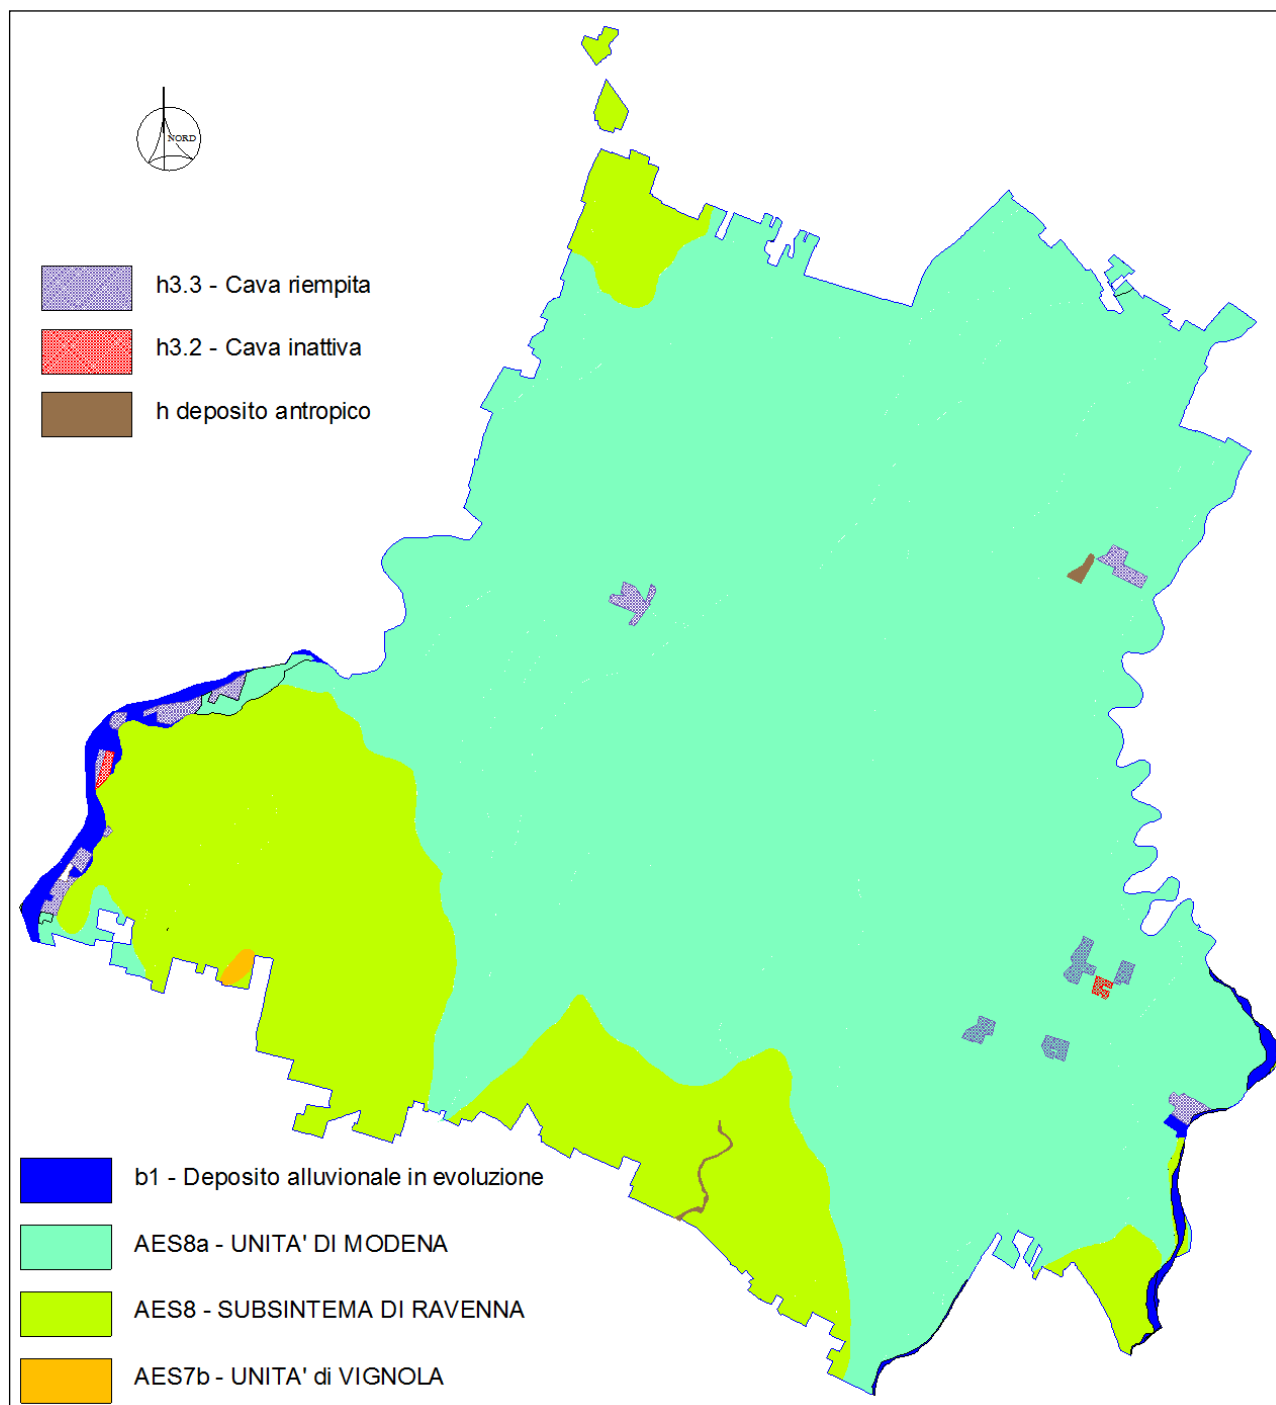 NORD
h3.3 - Cava riempita
h3.2 - Cava inattiva
h deposito antropico
b1 - Deposito alluvionale in evoluzione
AES8a - UNITA' DI MODENA
AES8 - SUBSINTEMA DI RAVENNA
AES7b - UNITA' di VIGNOLA